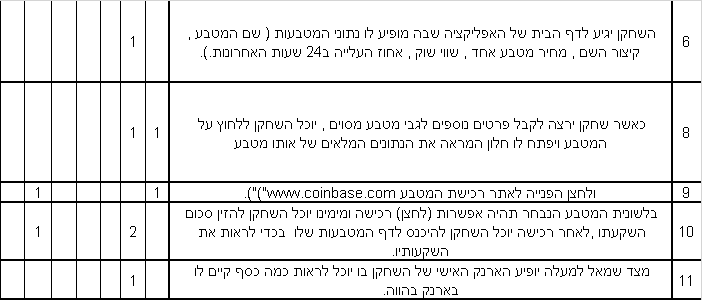 6 השחקן יגיע לדף הבית של האפליקציה שבה מופיע לו נתוני המטבעות ( שם המטבע ,
קיצור השם , מחיר מטבע אחד , שווי שוק , אחוז העלייה ב24 שעות האחרונות.). 1
8 כאשר שחקן ירצה לקבל פרטים נוספים לגבי מטבע מסוים , יוכל השחקן ללחוץ על
המטבע ויפתח לו חלון המראה את הנתונים המלאים של אותו מטבע 1 1
9 ולחצן הפנייה לאתר רכישת המטבע www.coinbase.com")"). 1 1
10 בלשונית המטבע הנבחר תהיה אפשרות (לחצן) רכישה ומימינו יוכל השחקן להזין סכום
השקעתו ,לאחר רכישה יוכל השחקן להיכנס לדף המטבעות שלו בכדי לראות את
השקעותיו. 2 1
11 מצד שמאל למעלה יופיע הארנק האישי של השחקן בו יוכל לראות כמה כסף קיים לו
בארנק בהווה. 1